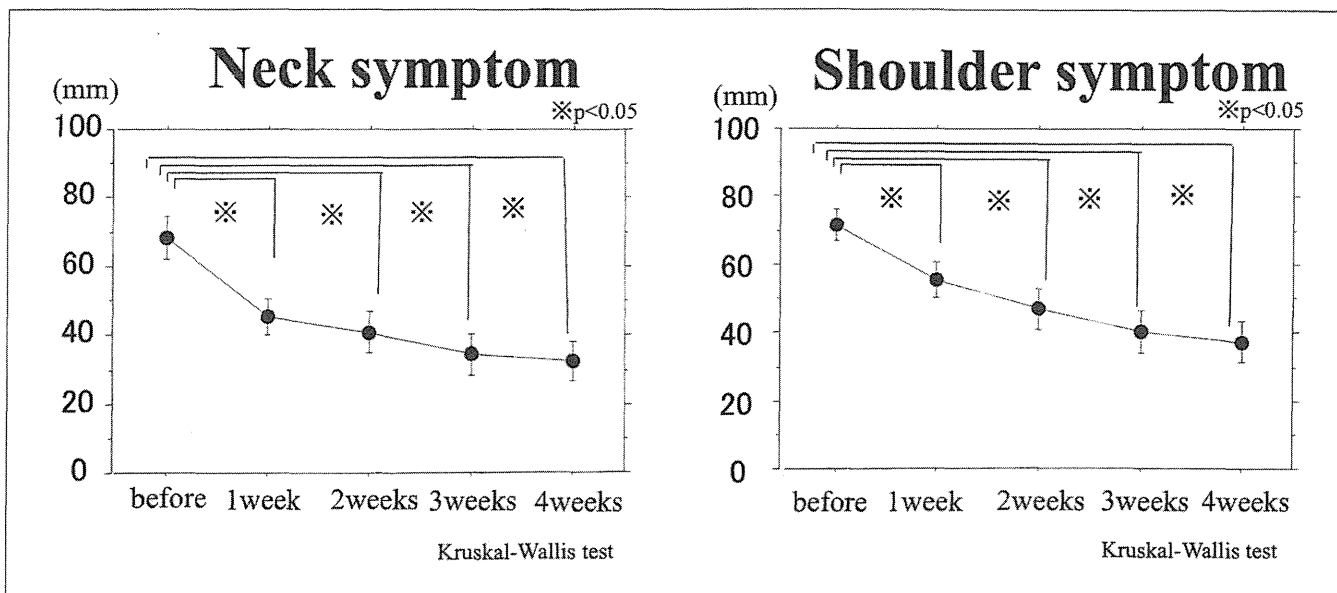 Neck symptom
(mm)
※p<0.05
100
80
60
40
20
0
※ ※ ※ ※
before 1week 2weeks 3weeks 4weeks
Kruskal-Wallis test
Shoulder symptom
(mm)
※p<0.05
100
80
60
40
20
0
※ ※ ※ ※
before 1week 2weeks 3weeks 4weeks
Kruskal-Wallis test